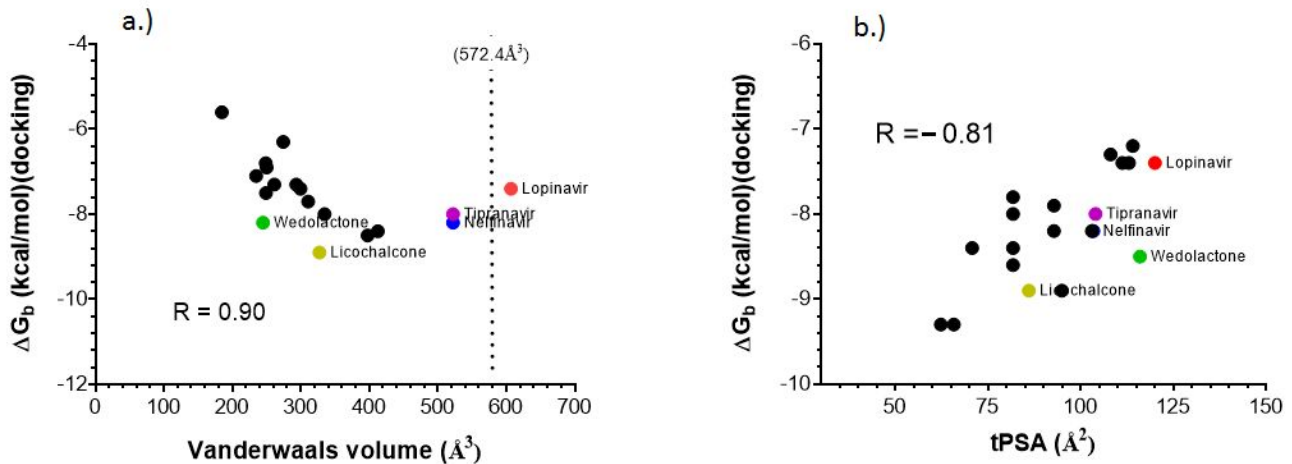 a.)
-4
-6
-8
-10
-12
ΔG_b (kcal/mol)(docking)
(572.4Å³)
Lopinavir
Tipranavir
Nelfinavir
Wedolactone
Licochalcone
R = 0.90
0 100 200 300 400 500 600 700
Vanderwaals volume (Å³)
b.)
-6
-7
-8
-9
-10
ΔG_b (kcal/mol)(docking)
R = – 0.81
Lopinavir
Tipranavir
Nelfinavir
Wedolactone
Licochalcone
50 75 100 125 150
tPSA (Å²)